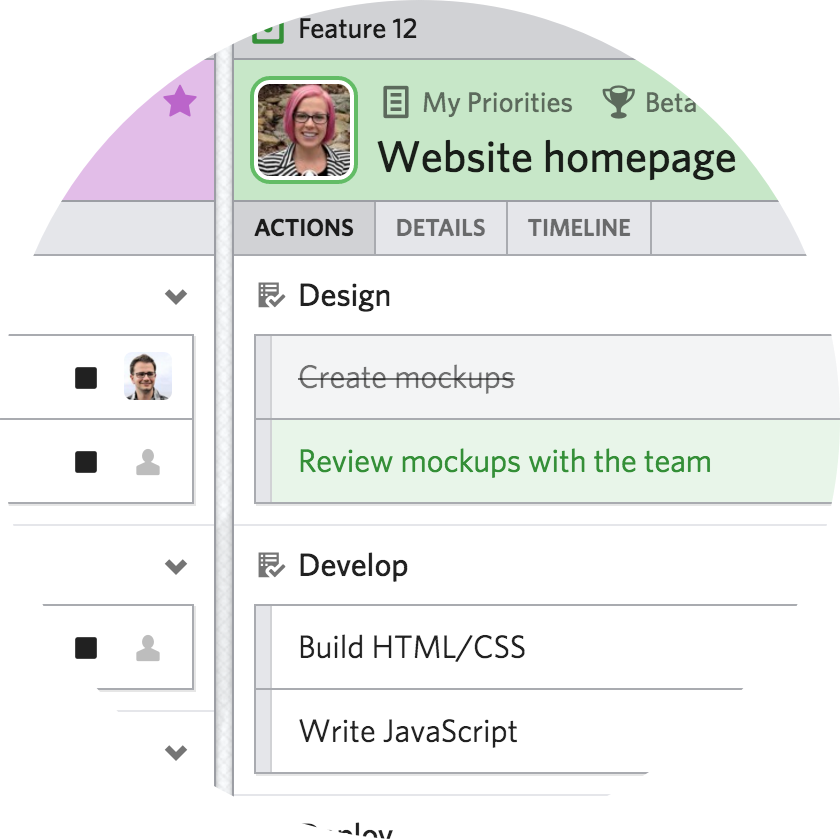 Feature 12
My Priorities Beta
Website homepage
ACTIONS DETAILS TIMELINE
Design
Create mockups
Review mockups with the team
Develop
Build HTML/CSS
Write JavaScript